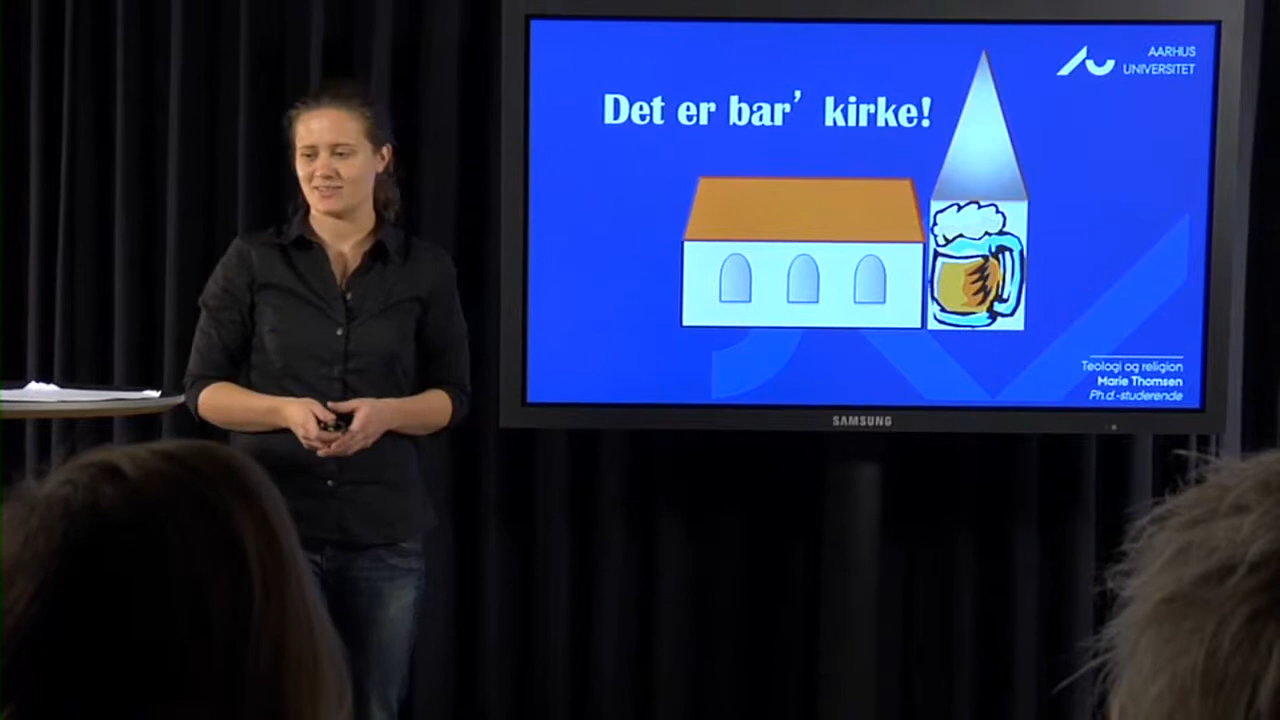 AARHUS
UNIVERSITET
Det er bar' kirke!
Teologi og religion
Marie Thomsen
Ph.d.-studerende
SAMSUNG